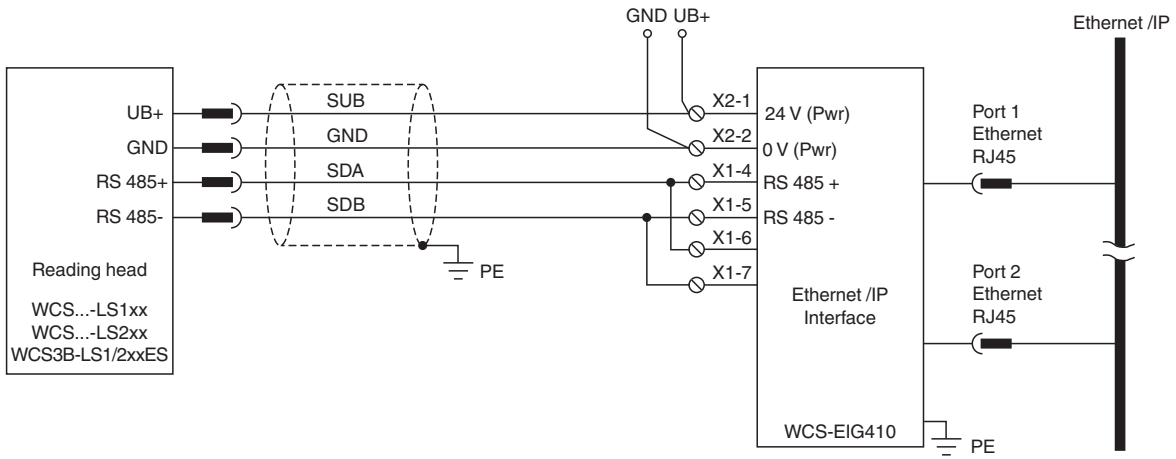 GND UB+
Ethernet /IP
UB+
SUB
X2-1
24 V (Pwr)
GND
GND
X2-2
0 V (Pwr)
RS 485+
SDA
X1-4
RS 485 +
RS 485-
SDB
X1-5
RS 485 -
X1-6
X1-7
PE
Port 1
Ethernet
RJ45
Port 2
Ethernet
RJ45
Reading head
WCS...-LS1xx
WCS...-LS2xx
WCS3B-LS1/2xxES
Ethernet /IP
Interface
WCS-EIG410
PE